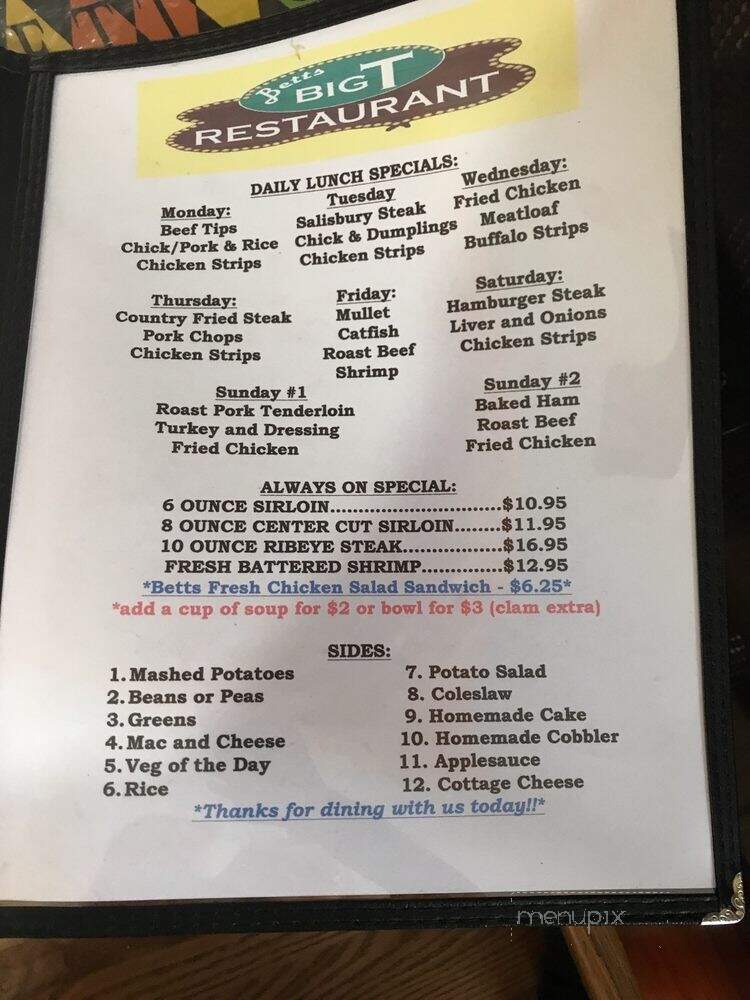 Betts
BIG T
RESTAURANT
DAILY LUNCH SPECIALS:
Monday:
Beef Tips
Chick/Pork & Rice
Chicken Strips
Tuesday
Salisbury Steak
Chick & Dumplings
Chicken Strips
Wednesday:
Fried Chicken
Meatloaf
Buffalo Strips
Thursday:
Country Fried Steak
Pork Chops
Chicken Strips
Friday:
Mullet
Catfish
Roast Beef
Shrimp
Saturday:
Hamburger Steak
Liver and Onions
Chicken Strips
Sunday #1
Roast Pork Tenderloin
Turkey and Dressing
Fried Chicken
Sunday #2
Baked Ham
Roast Beef
Fried Chicken
ALWAYS ON SPECIAL:
6 OUNCE SIRLOIN...............................$10.95
8 OUNCE CENTER CUT SIRLOIN........$11.95
10 OUNCE RIBEYE STEAK..................$16.95
FRESH BATTERED SHRIMP..............$12.95
*Betts Fresh Chicken Salad Sandwich - $6.25*
*add a cup of soup for $2 or bowl for $3 (clam extra)
SIDES:
1. Mashed Potatoes
2. Beans or Peas
3. Greens
4. Mac and Cheese
5. Veg of the Day
6. Rice
7. Potato Salad
8. Coleslaw
9. Homemade Cake
10. Homemade Cobbler
11. Applesauce
12. Cottage Cheese
*Thanks for dining with us today!!*
menupix